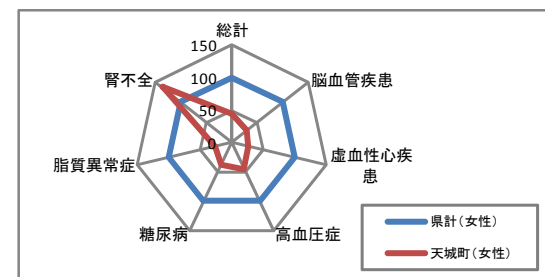 総計
150
100
50
0
脳血管疾患
虚血性心疾
患
高血圧症
糖尿病
脂質異常症
腎不全
県計(女性)
天城町(女性)